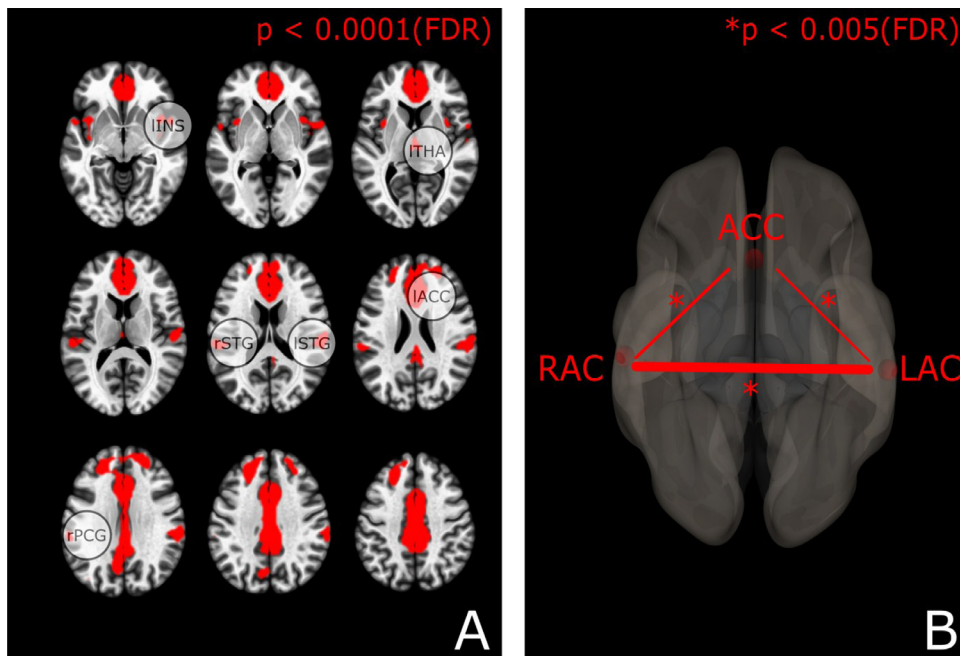 p < 0.0001(FDR)
lINS
lTHA
rSTG
lSTG
lACC
rPCG
A
*p < 0.005(FDR)
ACC
*
*
RAC
LAC
*
B